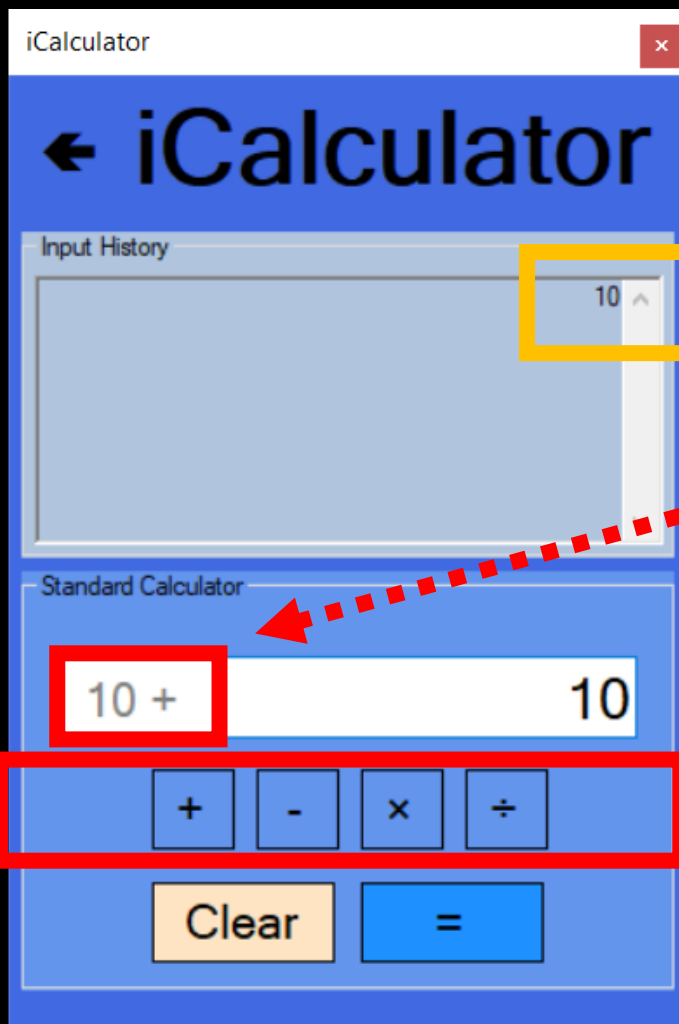 iCalculator ×
🡸 iCalculator
Input History
10
Standard Calculator
10 + 10
+ - × ÷
Clear =